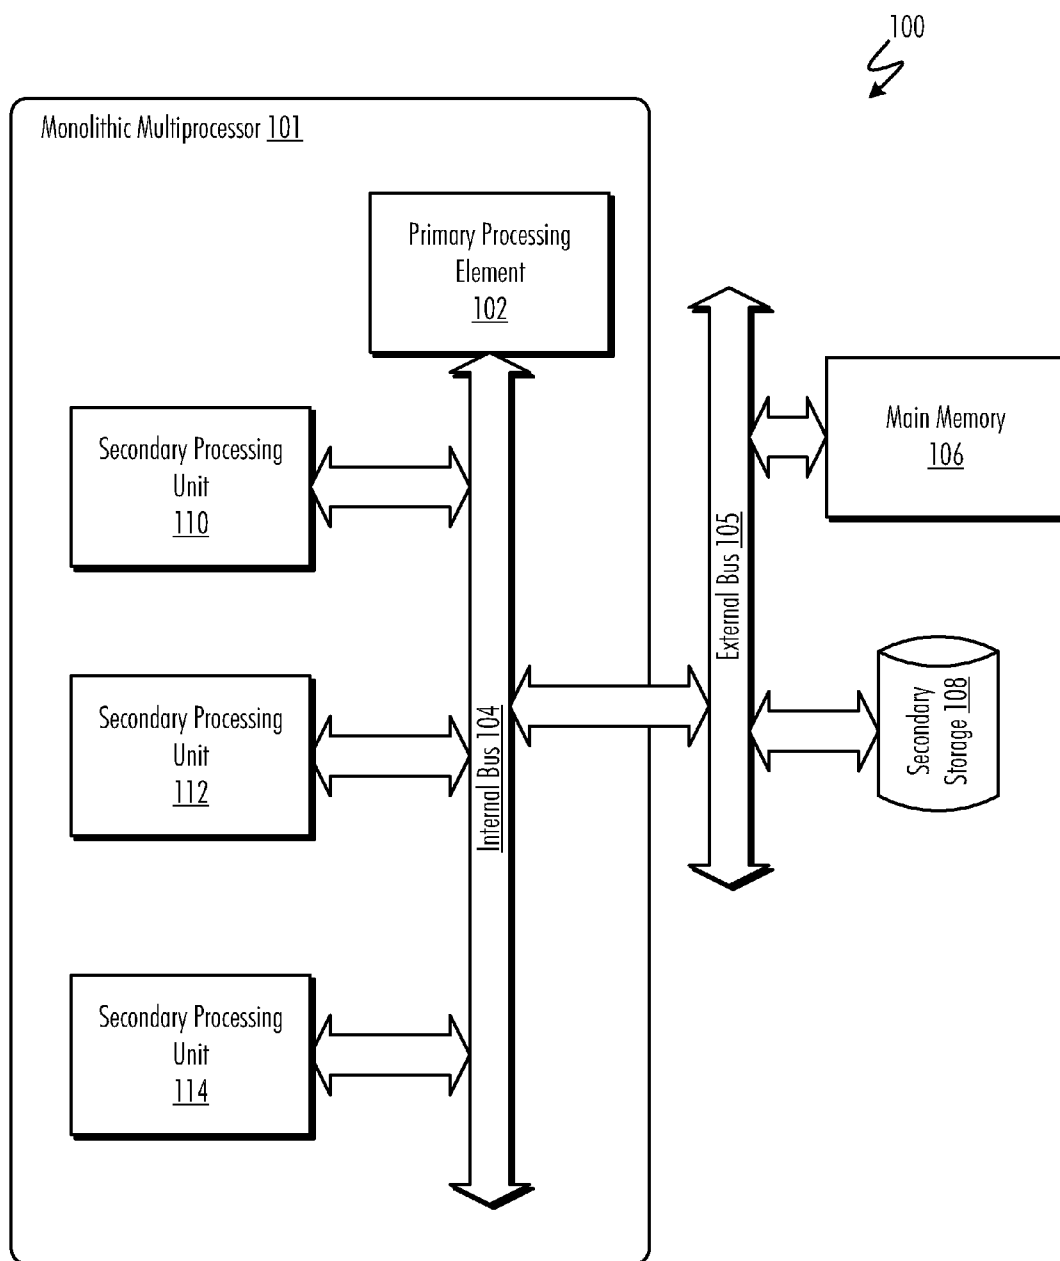 100
Monolithic Multiprocessor 101
Primary Processing
Element
102
Secondary Processing
Unit
110
Main Memory
106
External Bus 105
Secondary
Storage 108
Internal Bus 104
Secondary Processing
Unit
112
Secondary Processing
Unit
114